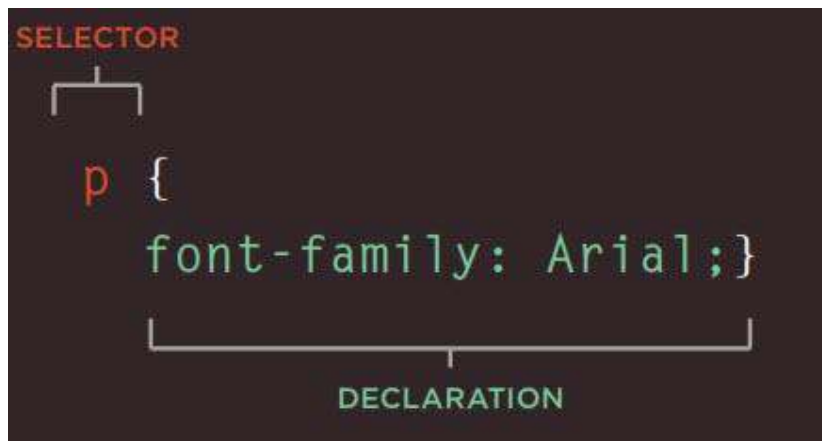 SELECTOR
p {
font-family: Arial;}
DECLARATION